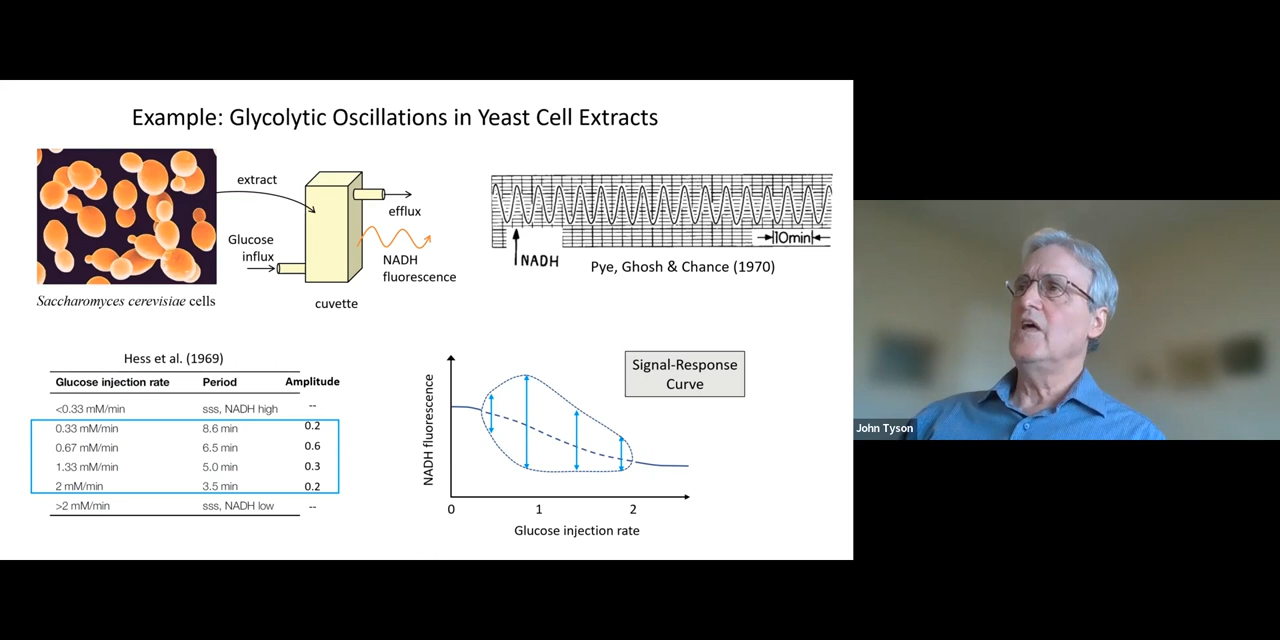 Example: Glycolytic Oscillations in Yeast Cell Extracts
extract
efflux
Glucose
influx
NADH
fluorescence
Saccharomyces cerevisiae cells
cuvette
10min
NADH
Pye, Ghosh & Chance (1970)
Hess et al. (1969)
Glucose injection rate Period Amplitude
<0.33 mM/min sss, NADH high --
0.33 mM/min 8.6 min 0.2
0.67 mM/min 6.5 min 0.6
1.33 mM/min 5.0 min 0.3
2 mM/min 3.5 min 0.2
>2 mM/min sss, NADH low --
Signal-Response
Curve
NADH fluorescence
0 1 2
Glucose injection rate
John Tyson